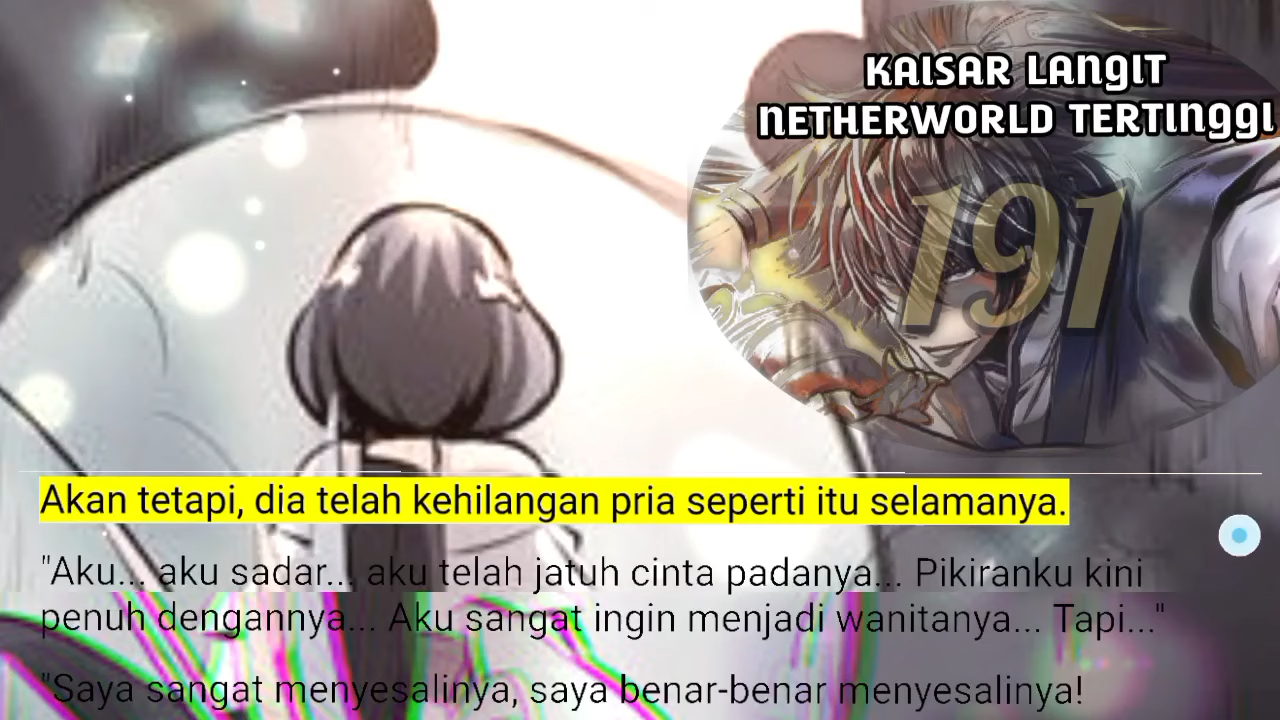 KAISAR LANGIT
NETHERWORLD TERTINGGI
191
Akan tetapi, dia telah kehilangan pria seperti itu selamanya.
"Aku... aku sadar... aku telah jatuh cinta padanya... Pikiranku kini
penuh dengannya... Aku sangat ingin menjadi wanitanya... Tapi..."
"Saya sangat menyesalinya, saya benar-benar menyesalinya!